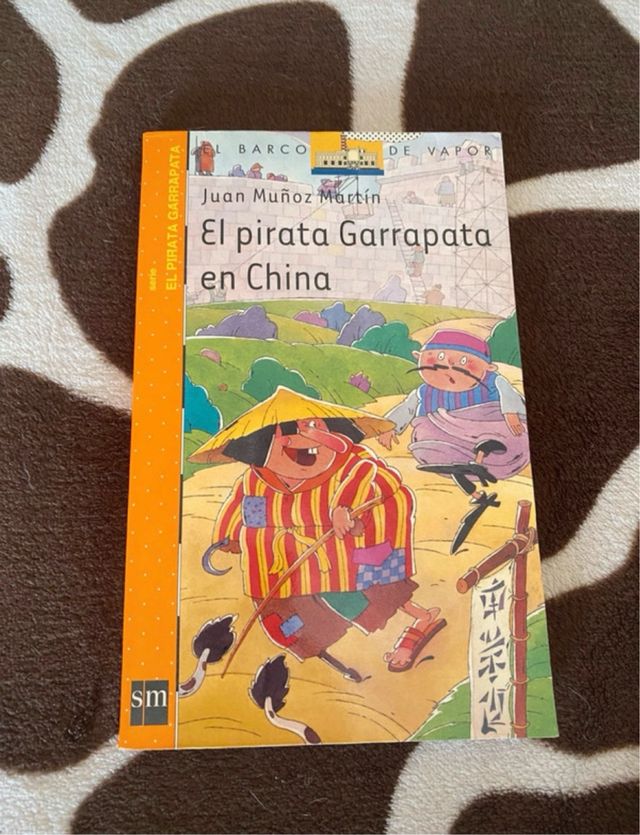 EL BARCO DE VAPOR
Juan Muñoz Martín
El pirata Garrapata
en China
serie
EL PIRATA GARRAPATA
sm